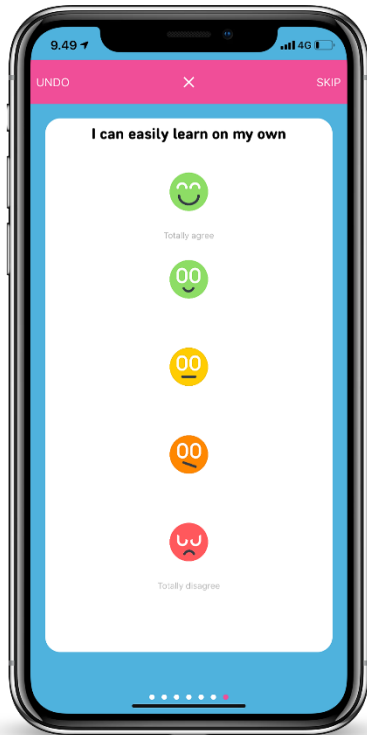 9.49 4G
UNDO × SKIP
I can easily learn on my own
Totally agree
Totally disagree